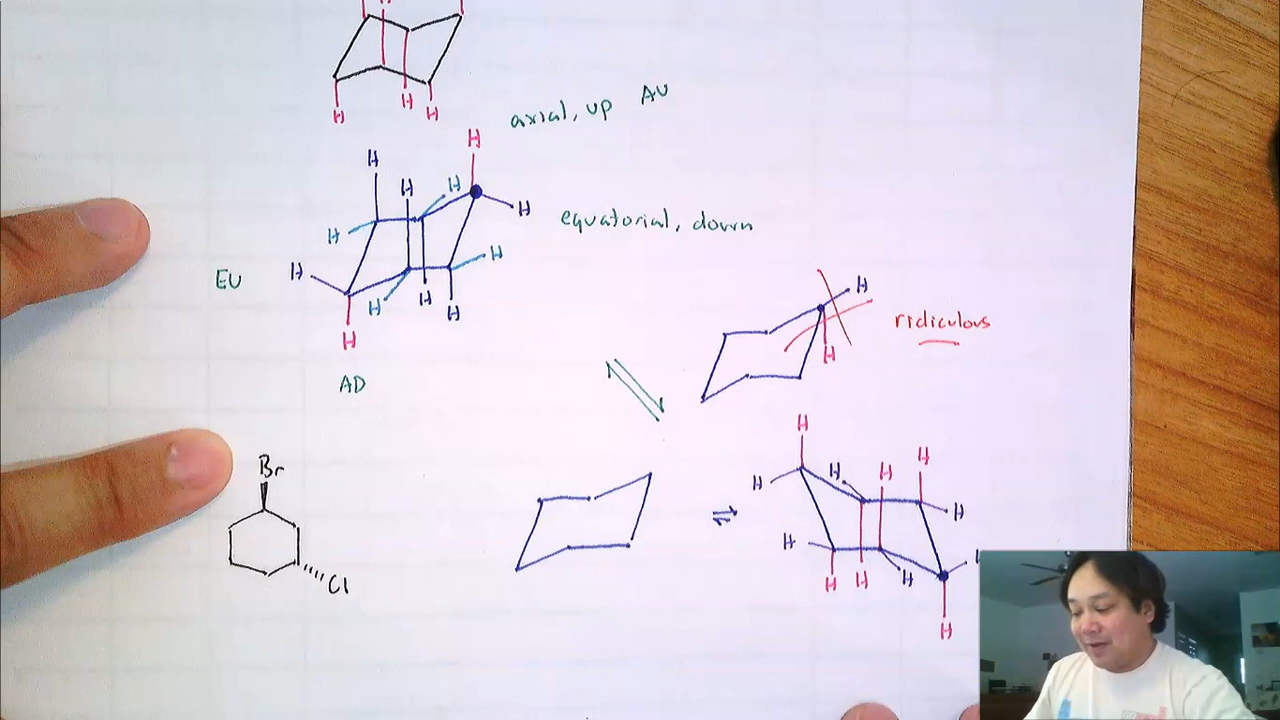 H
H H H
axial, up AU
H
H H H
H
H equatorial, down
H H
EU
H H H
H
H ridiculous
H
AD
H
H H H
Br
H
H
H
H H H
Cl
H